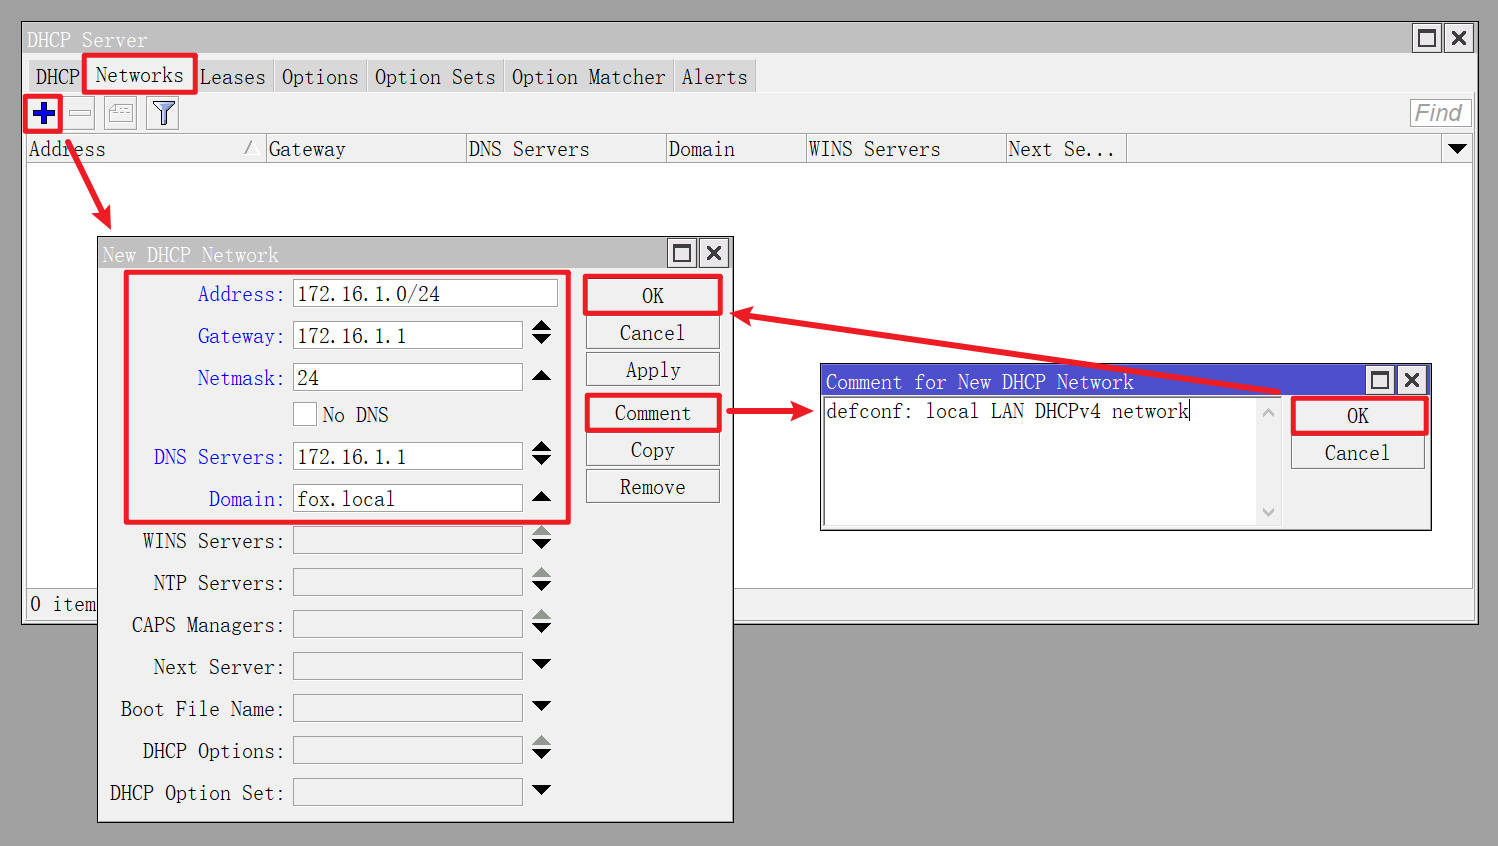 DHCP Server
DHCP Networks Leases Options Option Sets Option Matcher Alerts
Find
Address Gateway DNS Servers Domain WINS Servers Next Se...
New DHCP Network
Address: 172.16.1.0/24
OK
Gateway: 172.16.1.1
Cancel
Netmask: 24
Apply
No DNS
Comment
DNS Servers: 172.16.1.1
Copy
Domain: fox.local
Remove
WINS Servers:
NTP Servers:
CAPS Managers:
Next Server:
Boot File Name:
DHCP Options:
DHCP Option Set:
Comment for New DHCP Network
defconf: local LAN DHCPv4 network
OK
Cancel
0 item